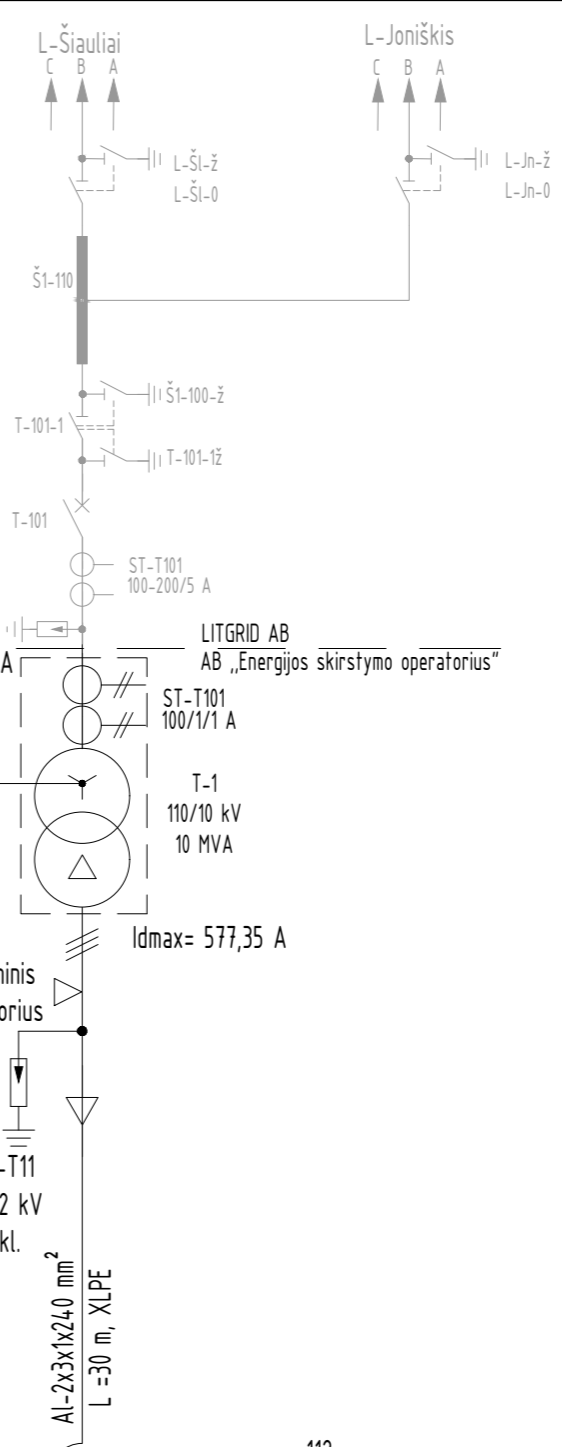 L-Šiauliai
C B A
L-Joniškis
C B A
L-Šl-ž
L-Šl-0
L-Jn-ž
L-Jn-0
Š1-110
Š1-100-ž
T-101-1
T-101-1ž
T-101
ST-T101
100-200/5 A
LITGRID AB
A
AB „Energijos skirstymo operatorius"
ST-T101
100/1/1 A
T-1
110/10 kV
10 MVA
Idmax= 577,35 A
inis
orius
-T11
2 kV
kl.
Al-2x3x1x240 mm²
L =30 m, XLPE